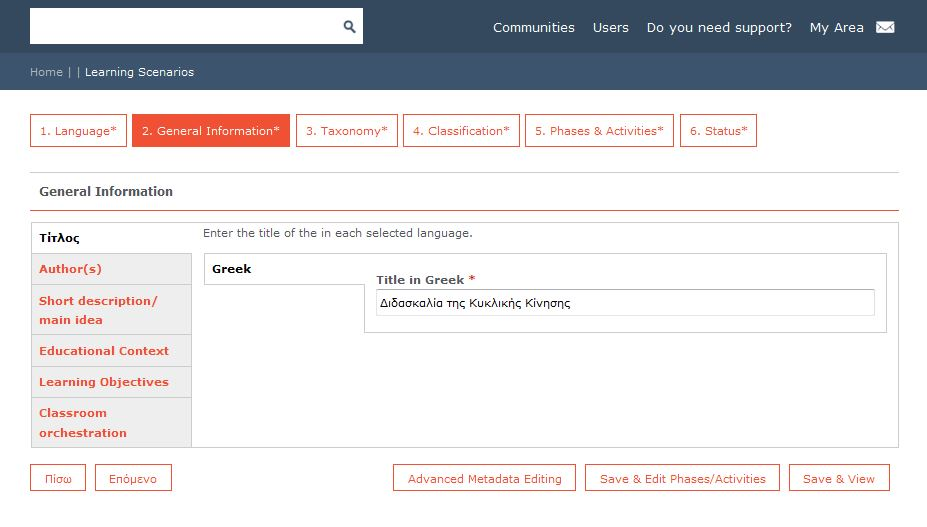 Communities Users Do you need support? My Area
Home | | Learning Scenarios
1. Language* 2. General Information* 3. Taxonomy* 4. Classification* 5. Phases & Activities* 6. Status*
General Information
Τίτλος
Enter the title of the in each selected language.
Author(s)
Short description/
main idea
Educational Context
Learning Objectives
Classroom
orchestration
Greek
Title in Greek *
Διδασκαλία της Κυκλικής Κίνησης
Πίσω Επόμενο Advanced Metadata Editing Save & Edit Phases/Activities Save & View